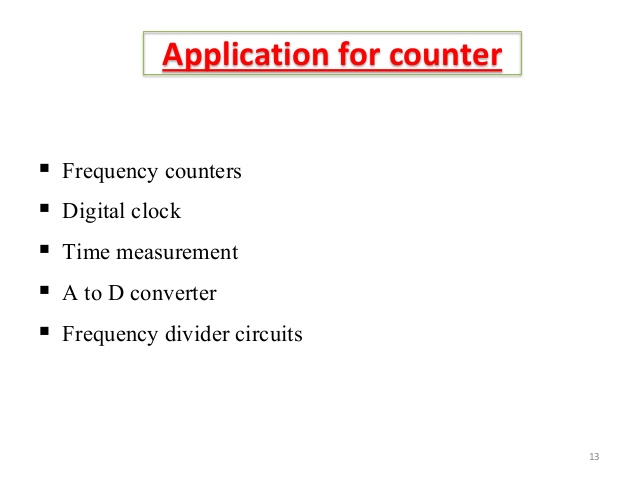 Application for counter
▪ Frequency counters
▪ Digital clock
▪ Time measurement
▪ A to D converter
▪ Frequency divider circuits
13